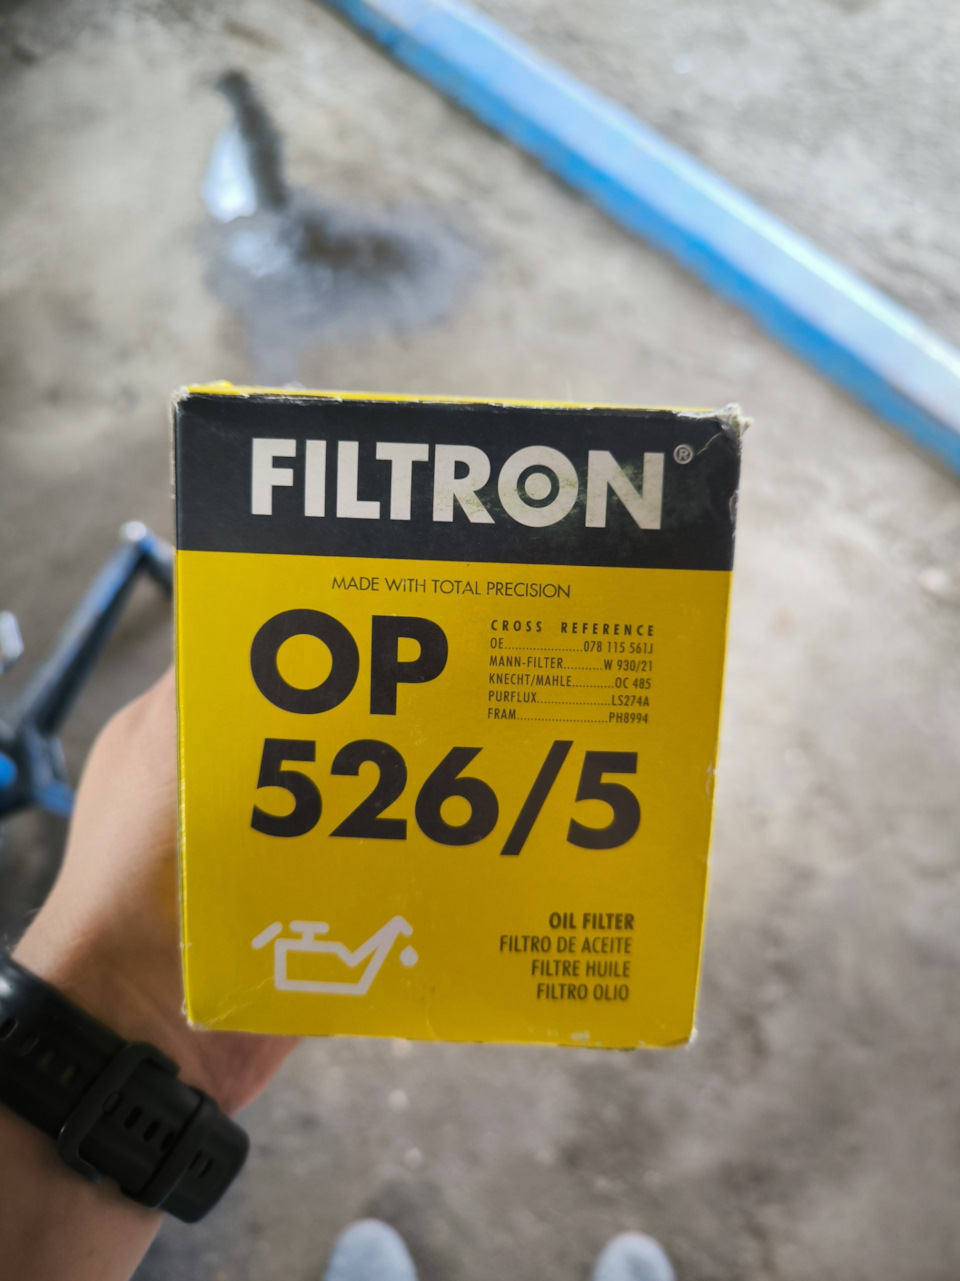 FILTRON®
MADE WITH TOTAL PRECISION
OP
526/5
CROSS REFERENCE
OE......................078 115 561J
MANN-FILTER...........W 930/21
KNECHT/MAHLE............OC 485
PURFLUX.....................LS274A
FRAM..........................PH8994
OIL FILTER
FILTRO DE ACEITE
FILTRE HUILE
FILTRO OLIO